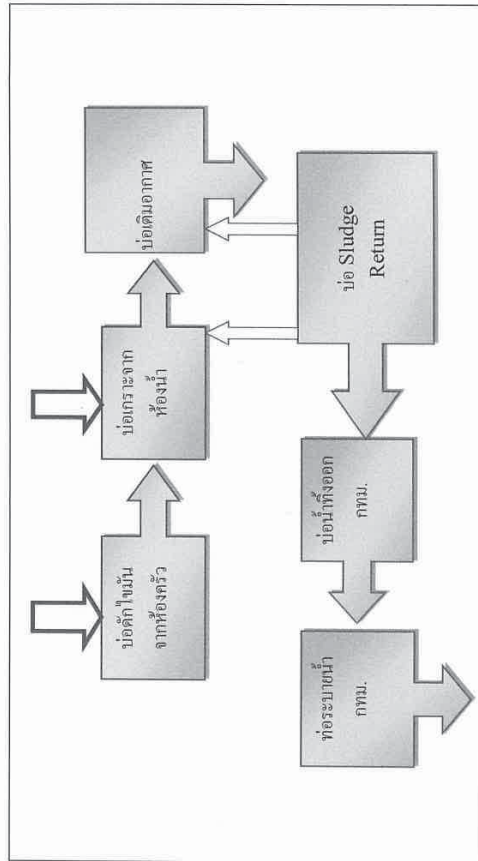 บ่อดักไขมัน
จากห้องครัว
บ่อเกราะจาก
ห้องน้ำ
บ่อเติมอากาศ
บ่อ Sludge
Return
บ่อน้ำทิ้งออก
กทม.
ท่อระบายน้ำ
กทม.